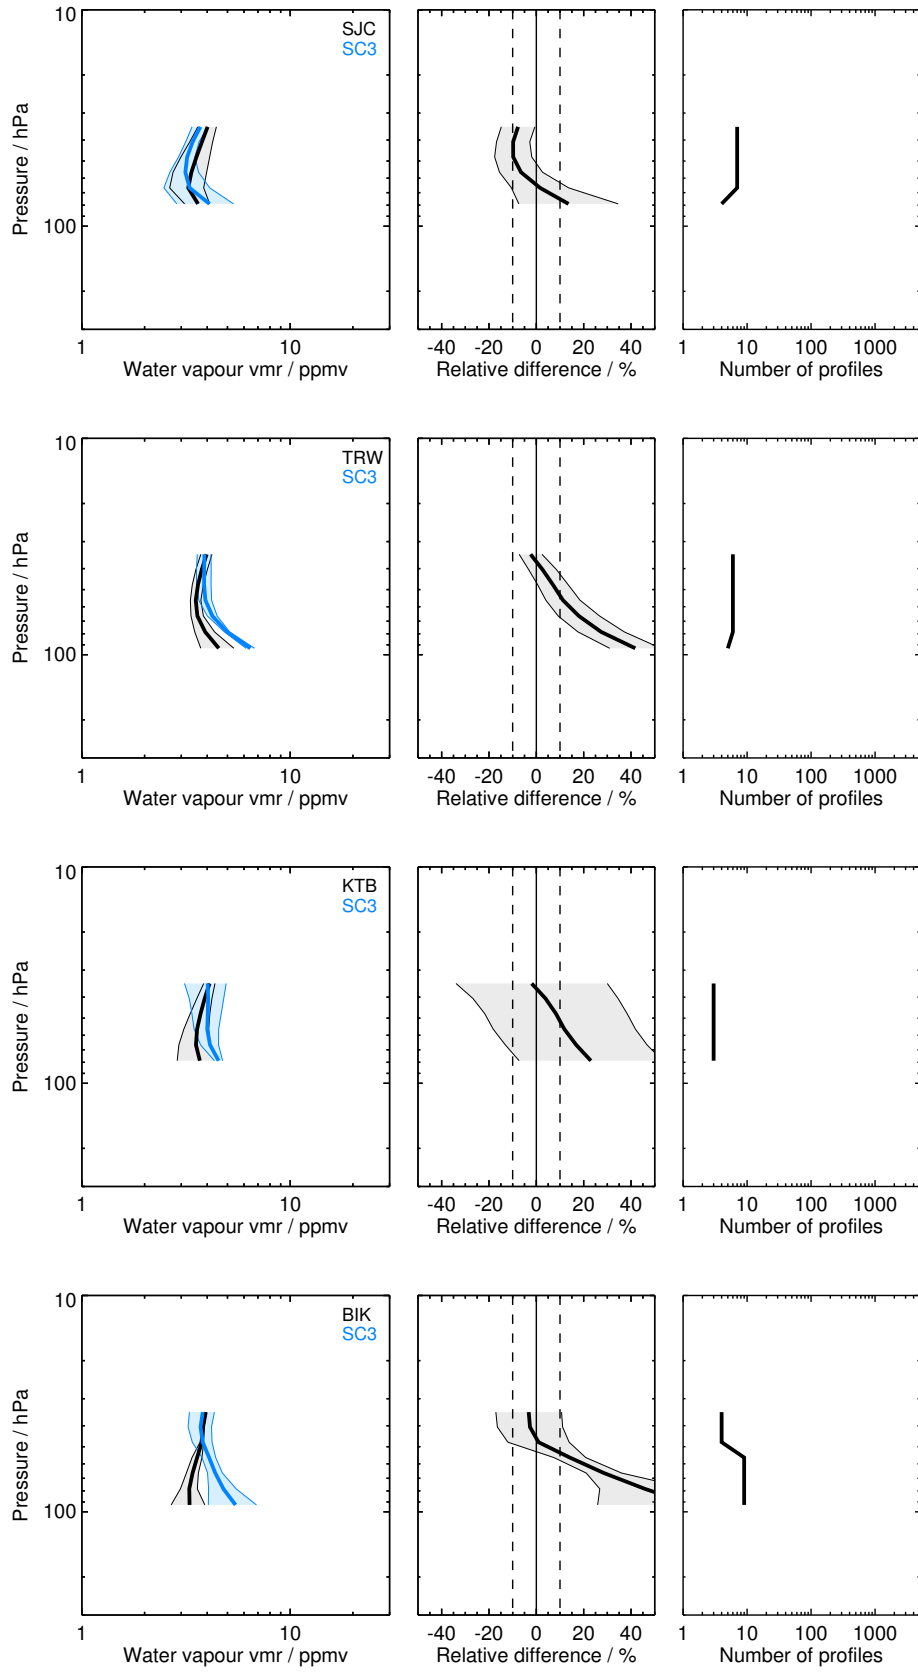 10
100
Pressure / hPa
SJC
SC3
1 10
Water vapour vmr / ppmv
-40 -20 0 20 40
Relative difference / %
1 10 100 1000
Number of profiles
10
100
Pressure / hPa
TRW
SC3
1 10
Water vapour vmr / ppmv
-40 -20 0 20 40
Relative difference / %
1 10 100 1000
Number of profiles
10
100
Pressure / hPa
KTB
SC3
1 10
Water vapour vmr / ppmv
-40 -20 0 20 40
Relative difference / %
1 10 100 1000
Number of profiles
10
100
Pressure / hPa
BIK
SC3
1 10
Water vapour vmr / ppmv
-40 -20 0 20 40
Relative difference / %
1 10 100 1000
Number of profiles